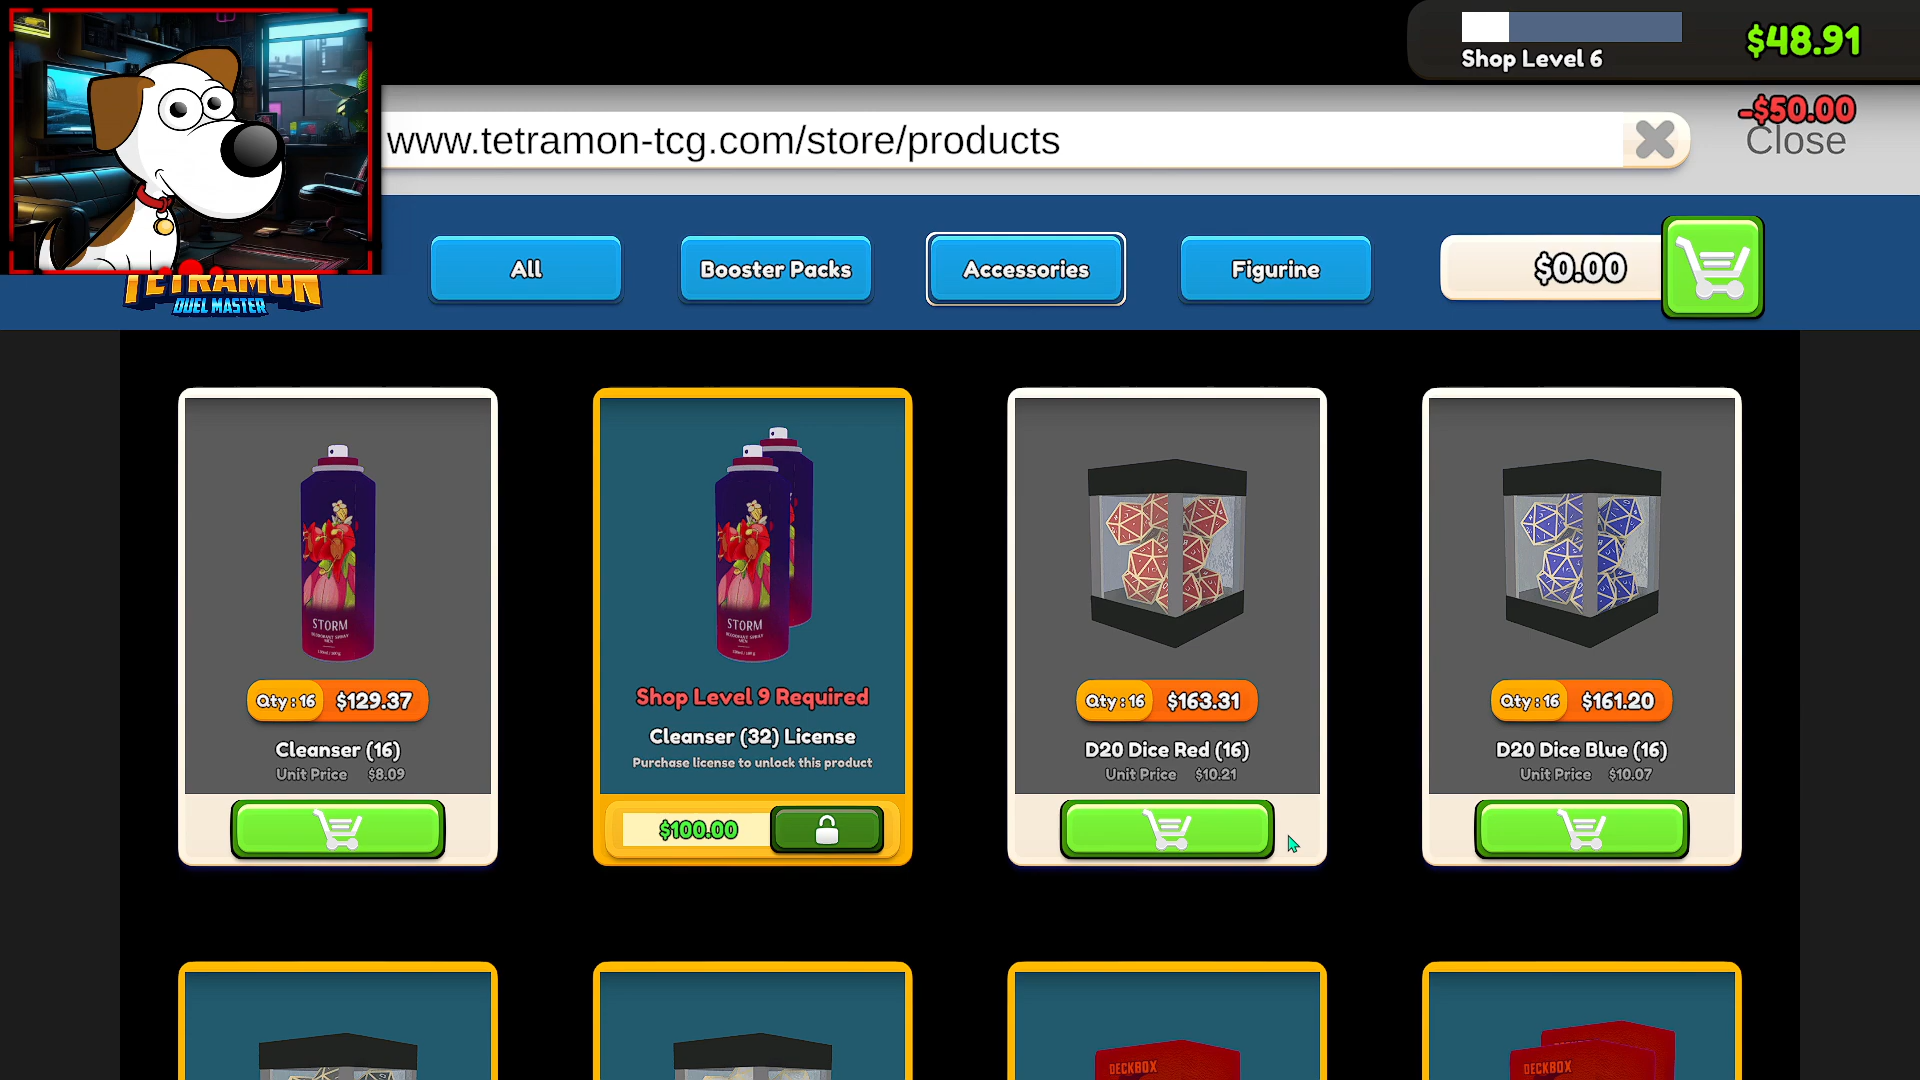 Shop Level 6
$48.91
-$50.00
www.tetramon-tcg.com/store/products
Close
TETRAMON
DUEL MASTER
All
Booster Packs
Accessories
Figurine
$0.00
STORM
Qty : 16 $129.37
Cleanser (16)
Unit Price $8.09
STORM
Shop Level 9 Required
Cleanser (32) License
Purchase license to unlock this product
$100.00
Qty : 16 $163.31
D20 Dice Red (16)
Unit Price $10.21
Qty : 16 $161.20
D20 Dice Blue (16)
Unit Price $10.07
DECKBOX
DECKBOX